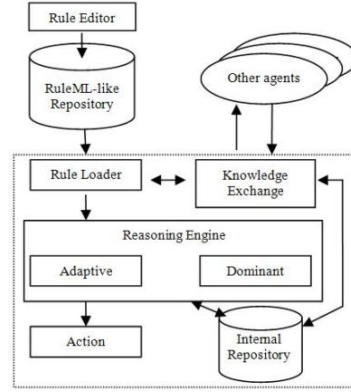 Rule Editor
RuleML-like
Repository
Other agents
Rule Loader
Knowledge
Exchange
Reasoning Engine
Adaptive
Dominant
Action
Internal
Repository